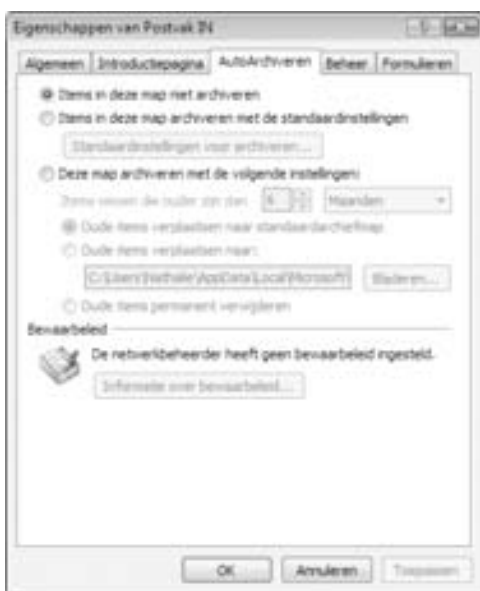 Eigenschappen van Postvak IN
Algemeen Introductiepagina AutoArchiveren Beheer Formulieren
Items in deze map niet archiveren
Items in deze map archiveren met de standaardinstellingen
Standaardinstellingen voor archiveren...
Deze map archiveren met de volgende instellingen:
Items wissen die ouder zijn dan 6 Maanden
Oude items verplaatsen naar standaardarchiefmap
Oude items verplaatsen naar:
C:\Users\Nathalie\AppData\Local\Microsoft\ Bladeren...
Oude items permanent verwijderen
Bewaarbeleid
De netwerkbeheerder heeft geen bewaarbeleid ingesteld.
Informatie over bewaarbeleid...
OK Annuleren Toepassen